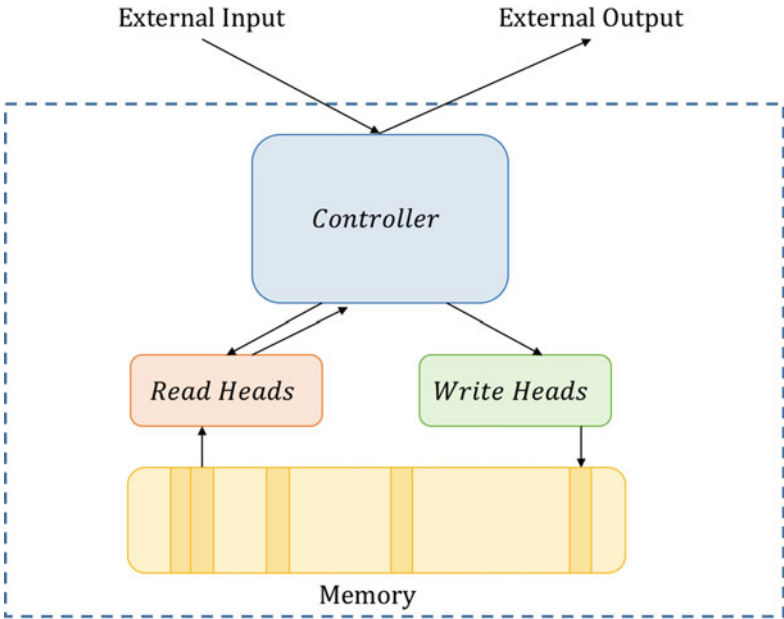 External Input
External Output
Controller
Read Heads
Write Heads
Memory